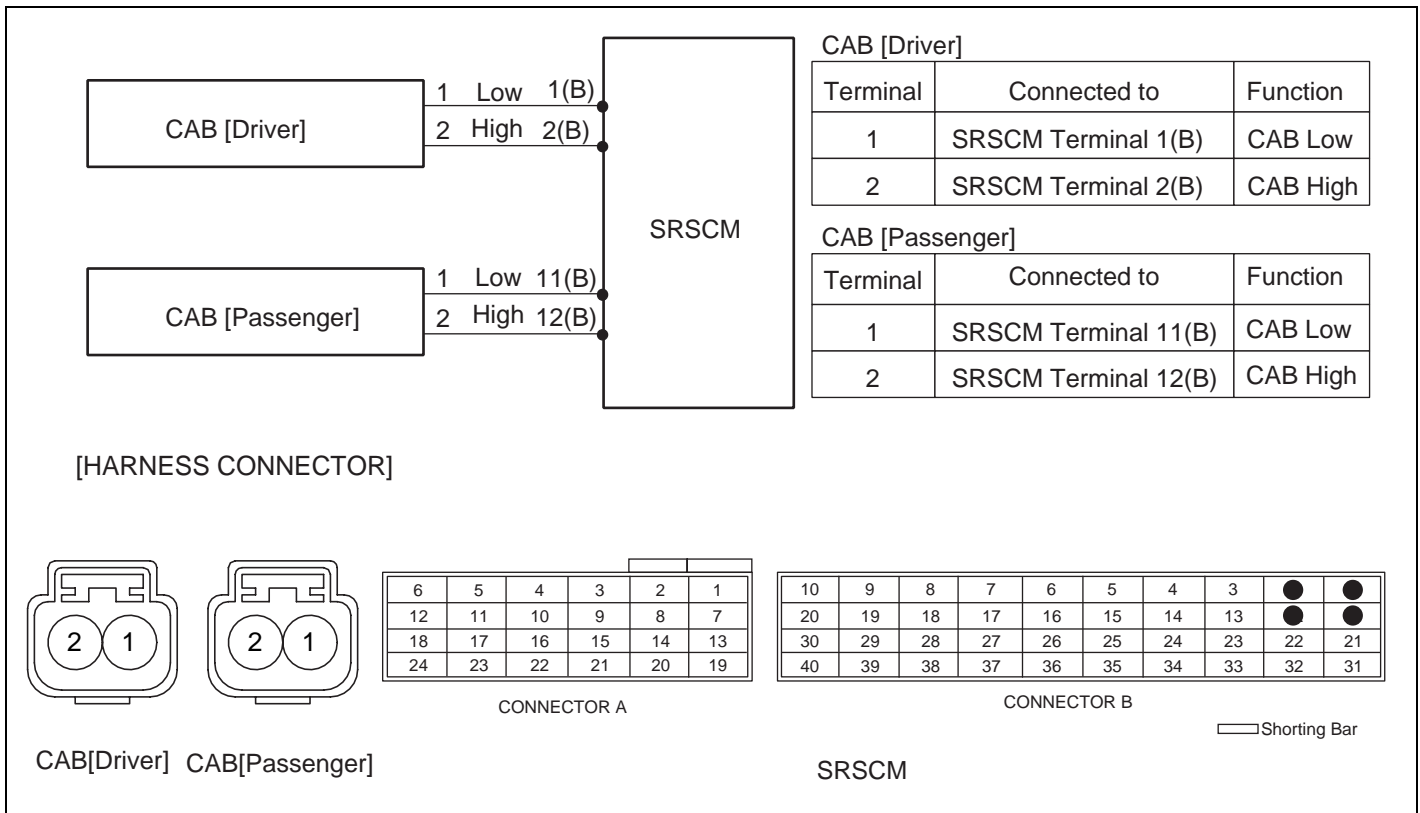 CAB [Driver]
1 Low 1(B)
2 High 2(B)
CAB [Passenger]
1 Low 11(B)
2 High 12(B)
SRSCM
CAB [Driver]
Terminal Connected to Function
1 SRSCM Terminal 1(B) CAB Low
2 SRSCM Terminal 2(B) CAB High
CAB [Passenger]
Terminal Connected to Function
1 SRSCM Terminal 11(B) CAB Low
2 SRSCM Terminal 12(B) CAB High
[HARNESS CONNECTOR]
2 1
CAB[Driver]
2 1
CAB[Passenger]
6 5 4 3 2 1
12 11 10 9 8 7
18 17 16 15 14 13
24 23 22 21 20 19
CONNECTOR A
10 9 8 7 6 5 4 3
20 19 18 17 16 15 14 13
30 29 28 27 26 25 24 23 22 21
40 39 38 37 36 35 34 33 32 31
CONNECTOR B
Shorting Bar
SRSCM